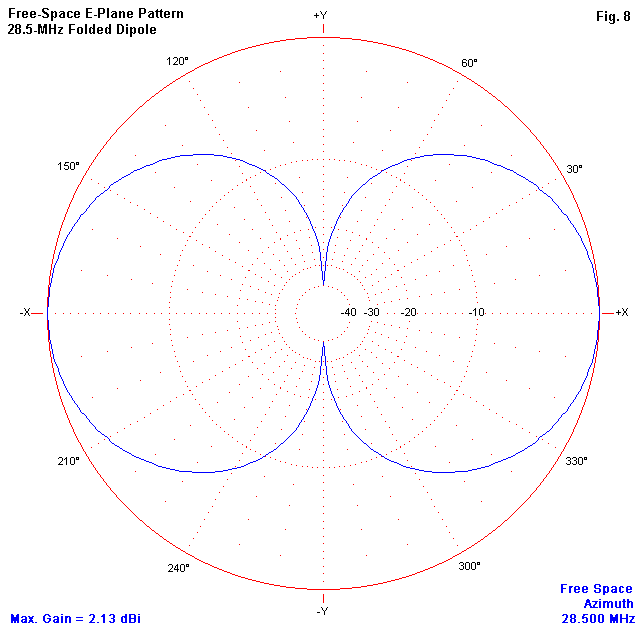 Free-Space E-Plane Pattern
28.5-MHz Folded Dipole
+Y
Fig. 8
120°
60°
150°
30°
-X
-40 -30 -20 -10
+X
210°
330°
240°
300°
-Y
Max. Gain = 2.13 dBi
Free Space
Azimuth
28.500 MHz